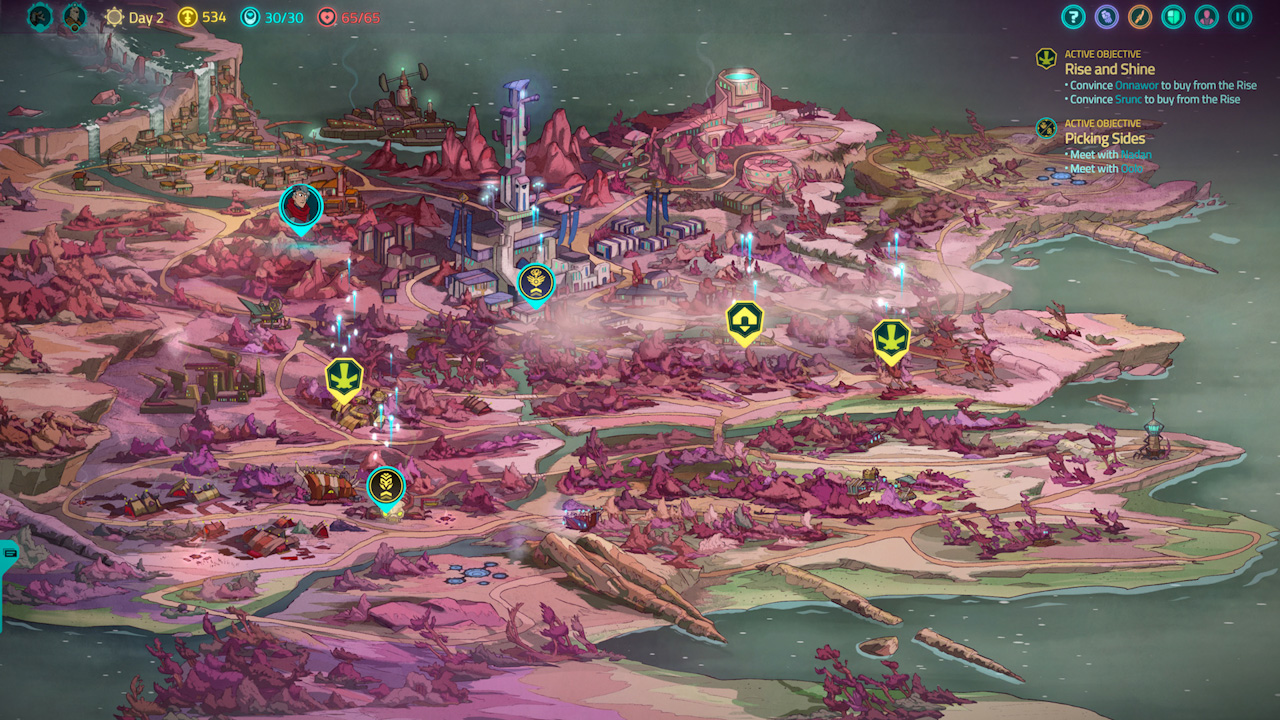 Day 2
534
30/30
65/65
?
ACTIVE OBJECTIVE
Rise and Shine
• Convince Onnawor to buy from the Rise
• Convince Srunc to buy from the Rise
ACTIVE OBJECTIVE
Picking Sides
• Meet with Nadan
• Meet with Oolo